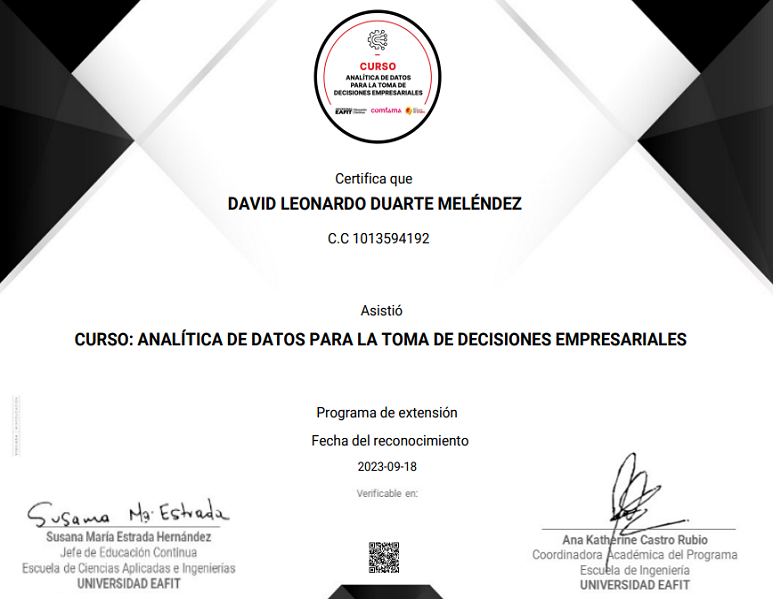 CURSO
ANALÍTICA DE DATOS
PARA LA TOMA DE
DECISIONES EMPRESARIALES
EAFIT
comfama
Certifica que
DAVID LEONARDO DUARTE MELÉNDEZ
C.C 1013594192
Asistió
CURSO: ANALÍTICA DE DATOS PARA LA TOMA DE DECISIONES EMPRESARIALES
Programa de extensión
Fecha del reconocimiento
2023-09-18
Verificable en:
Susana Mª Estrada
Susana María Estrada Hernández
Jefe de Educación Continua
Escuela de Ciencias Aplicadas e Ingenierias
UNIVERSIDAD EAFIT
Ana Katherine Castro Rubio
Coordinadora Académica del Programa
Escuela de Ingeniería
UNIVERSIDAD EAFIT